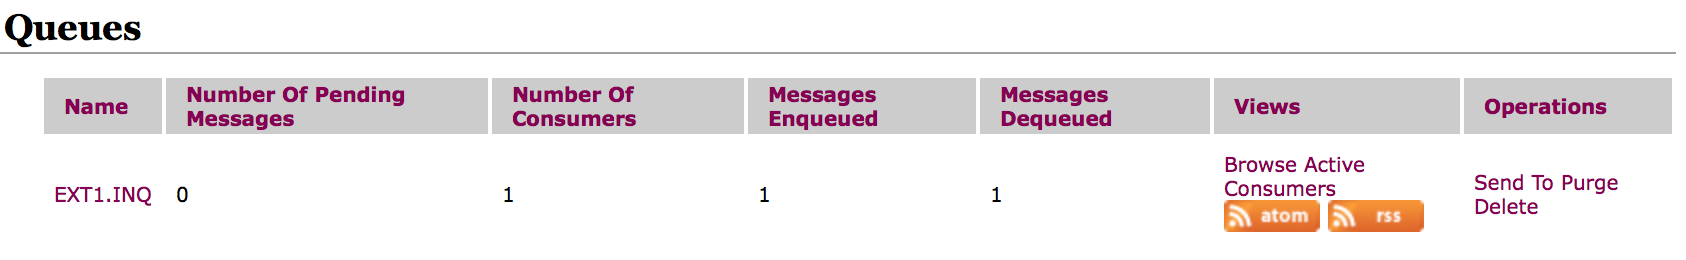 Queues
Name Number Of Pending Messages Number Of Consumers Messages Enqueued Messages Dequeued Views Operations
EXT1.INQ 0 1 1 1 Browse Active Consumers Send To Purge Delete
atom rss